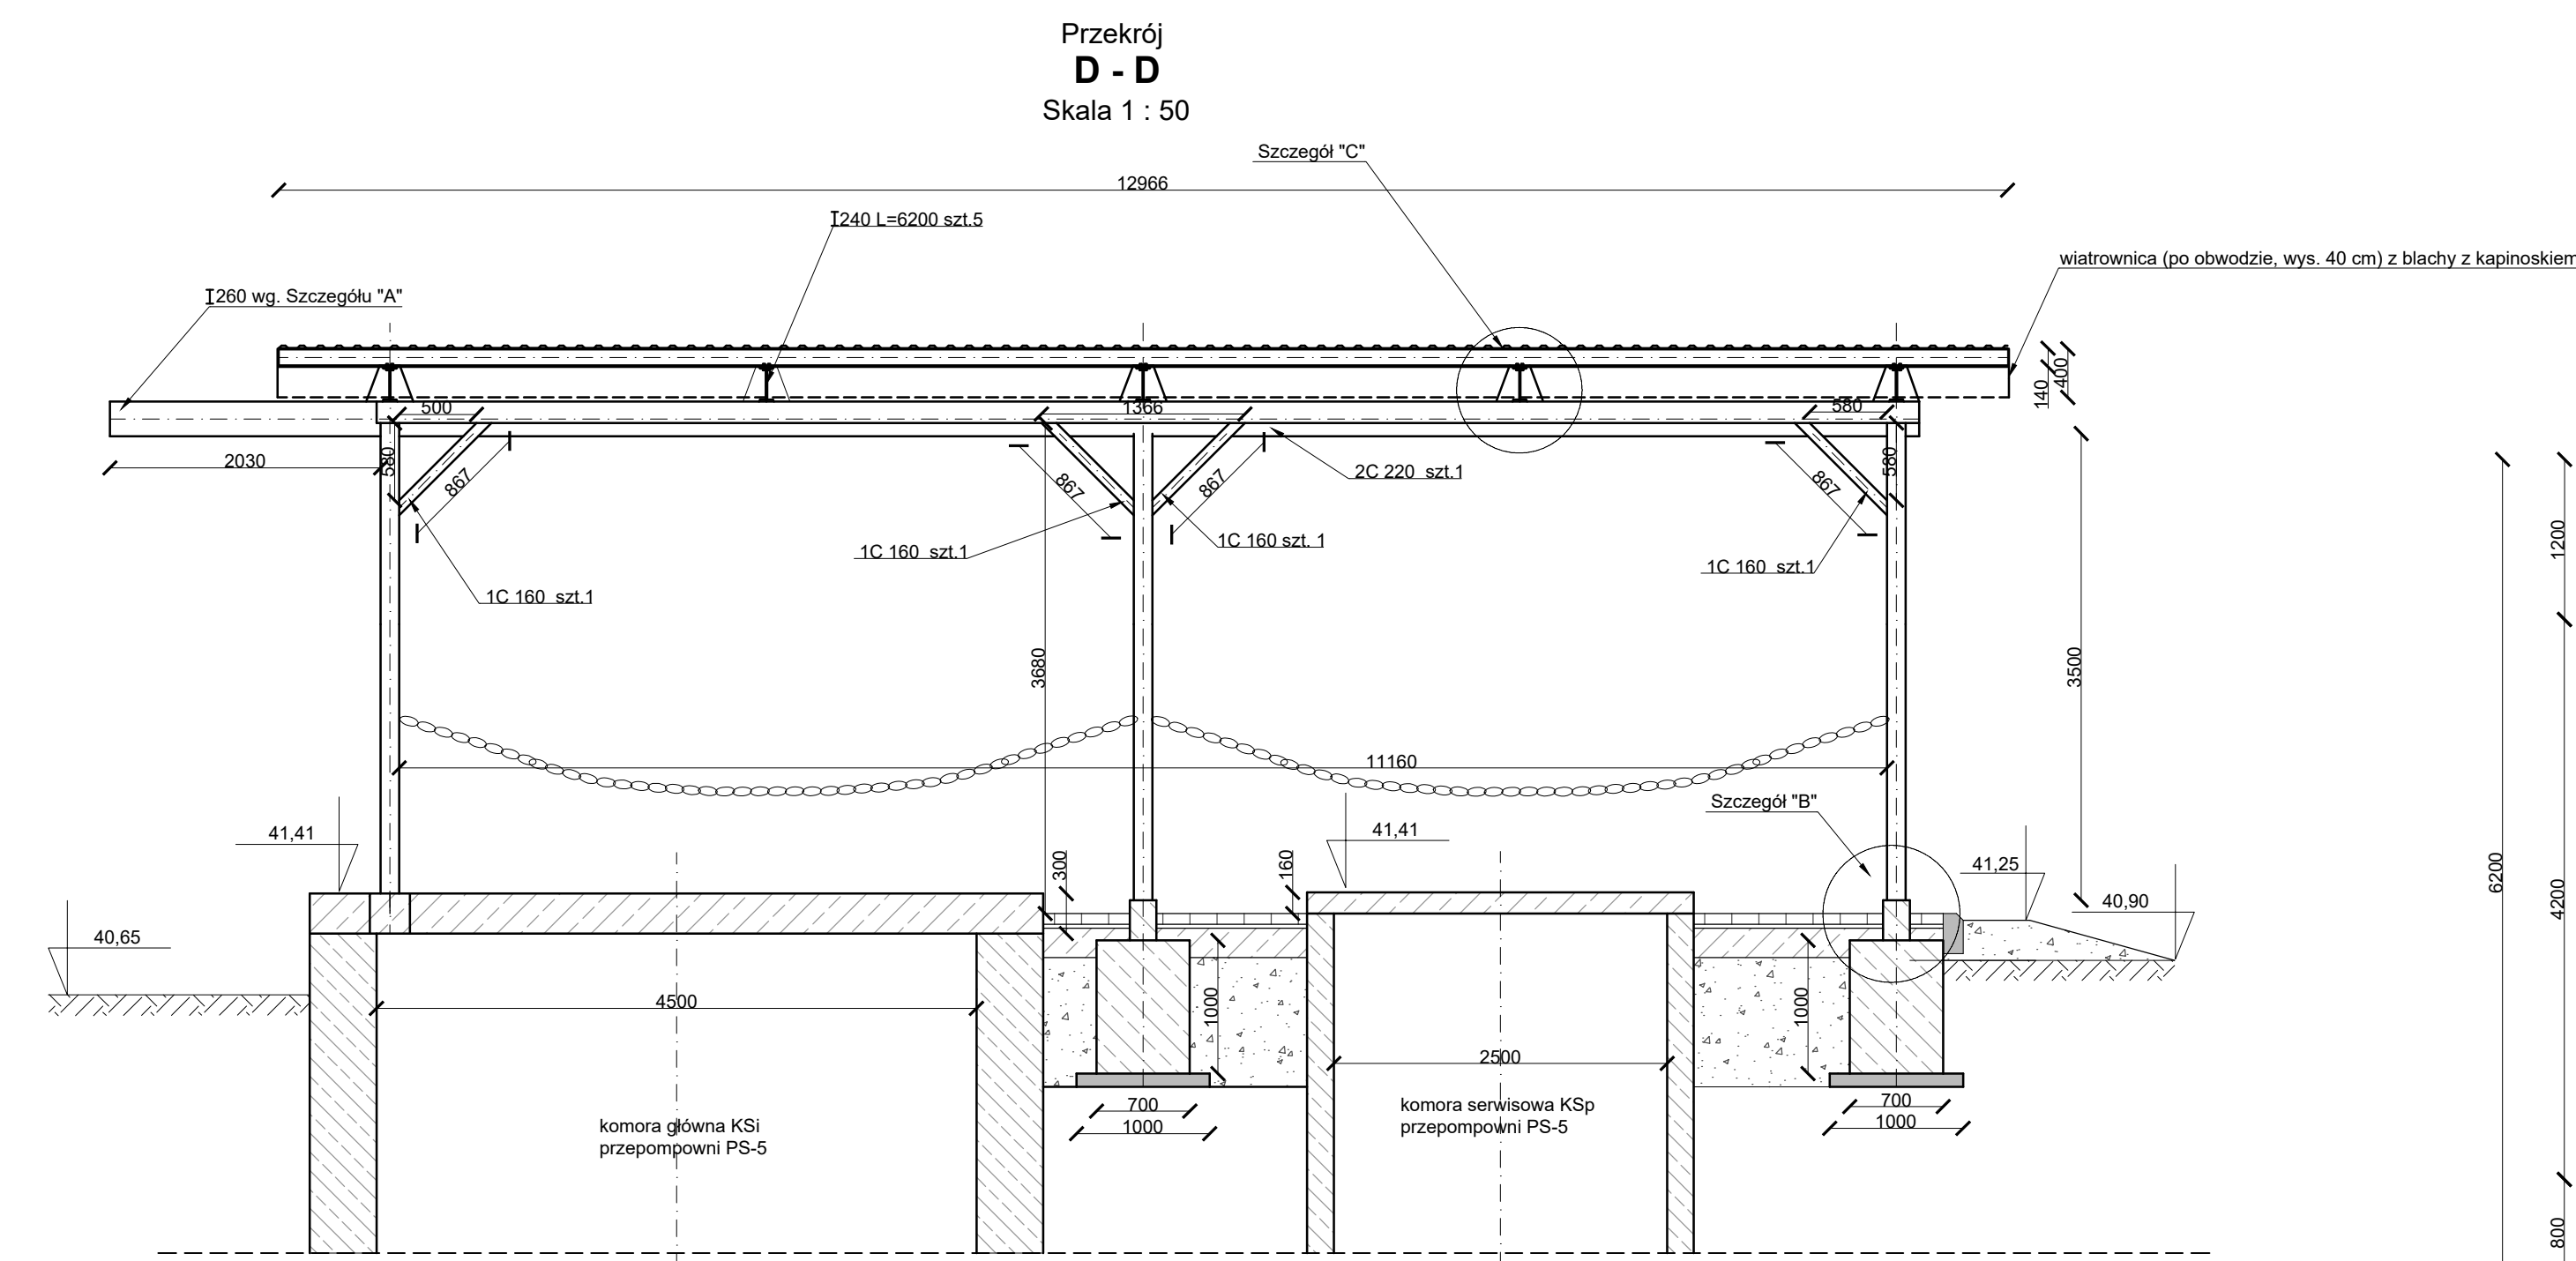 Przekrój
D - D
Skala 1 : 50
Szczegół "C"
12966
I240 L=6200 szt.5
wiatrownica (po obwodzie, wys. 40 cm) z blachy z kapinoskiem
I260 wg. Szczegółu "A"
140
400
500
1366
580
2030
580
867
867
867
2C 220 szt.1
867
580
1C 160 szt.1
1C 160 szt. 1
1C 160 szt.1
1C 160 szt.1
1200
3680
3500
11160
Szczegół "B"
41,41
41,41
300
160
41,25
6200
4200
40,90
40,65
4500
1000
1000
2500
700
1000
700
1000
komora główna KSi
przepompowni PS-5
komora serwisowa KSp
przepompowni PS-5
800